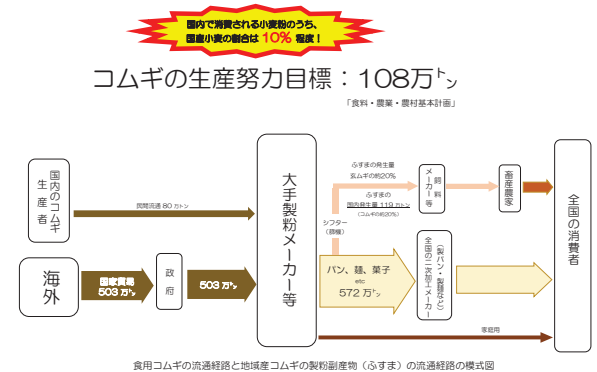 国内で消費される小麦粉のうち、
国産小麦の割合は 10% 程度！
コムギの生産努力目標：108万㌧
「食料・農業・農村基本計画」
国内のコムギ
生産者
民間流通 80 万トン
海外
国家貿易
503 万㌧
政府
503 万㌧
大手製粉メーカー等
ふすまの発生量
玄ムギの約20%
ふすまの
国内発生量 119 万トン
（コムギの約20%）
シフター
（篩機）
飼料
メーカー等
畜産農家
パン、麺、菓子
etc
572 万㌧
全国の二次加工メーカー
（製パン・製麺など）
家庭用
全国の消費者
食用コムギの流通経路と地域産コムギの製粉副産物（ふすま）の流通経路の模式図